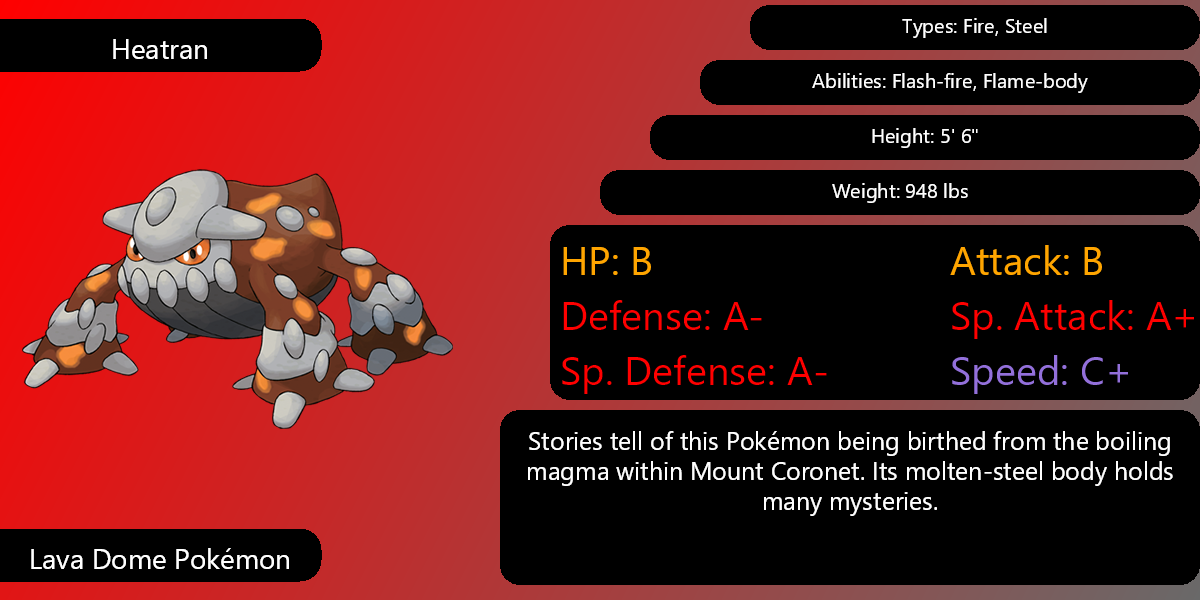 Heatran
Types: Fire, Steel
Abilities: Flash-fire, Flame-body
Height: 5' 6"
Weight: 948 lbs
HP: B
Attack: B
Defense: A-
Sp. Attack: A+
Sp. Defense: A-
Speed: C+
Stories tell of this Pokémon being birthed from the boiling
magma within Mount Coronet. Its molten-steel body holds
many mysteries.
Lava Dome Pokémon